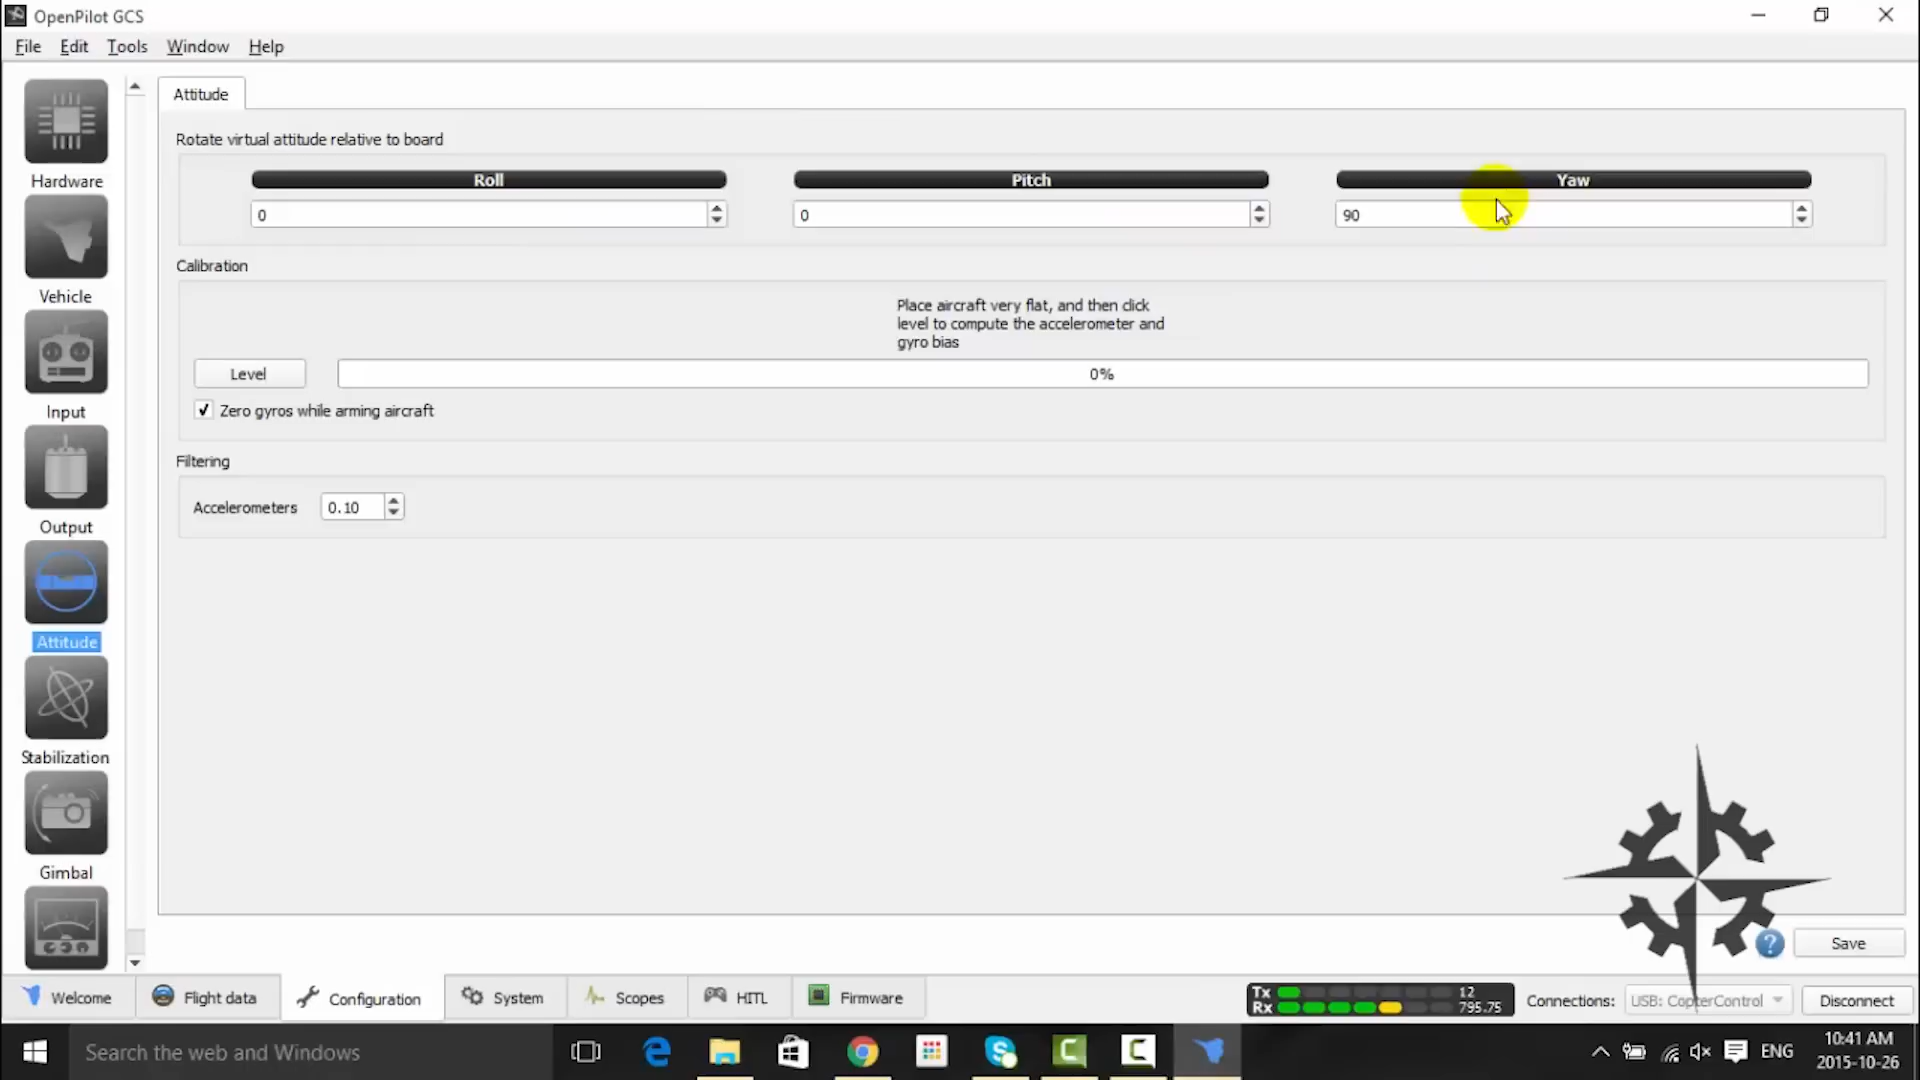 OpenPilot GCS
File Edit Tools Window Help
Hardware
Vehicle
Input
Output
Attitude
Stabilization
Gimbal
Attitude
Rotate virtual attitude relative to board
Roll Pitch Yaw
0 0 90
Calibration
Place aircraft very flat, and then click
level to compute the accelerometer and
gyro bias
Level 0%
Zero gyros while arming aircraft
Filtering
Accelerometers 0.10
Save
Welcome Flight data Configuration System Scopes HITL Firmware
Tx 12
Rx 795.75
Connections: USB: CopterControl Disconnect
Search the web and Windows
ENG
10:41 AM
2015-10-26